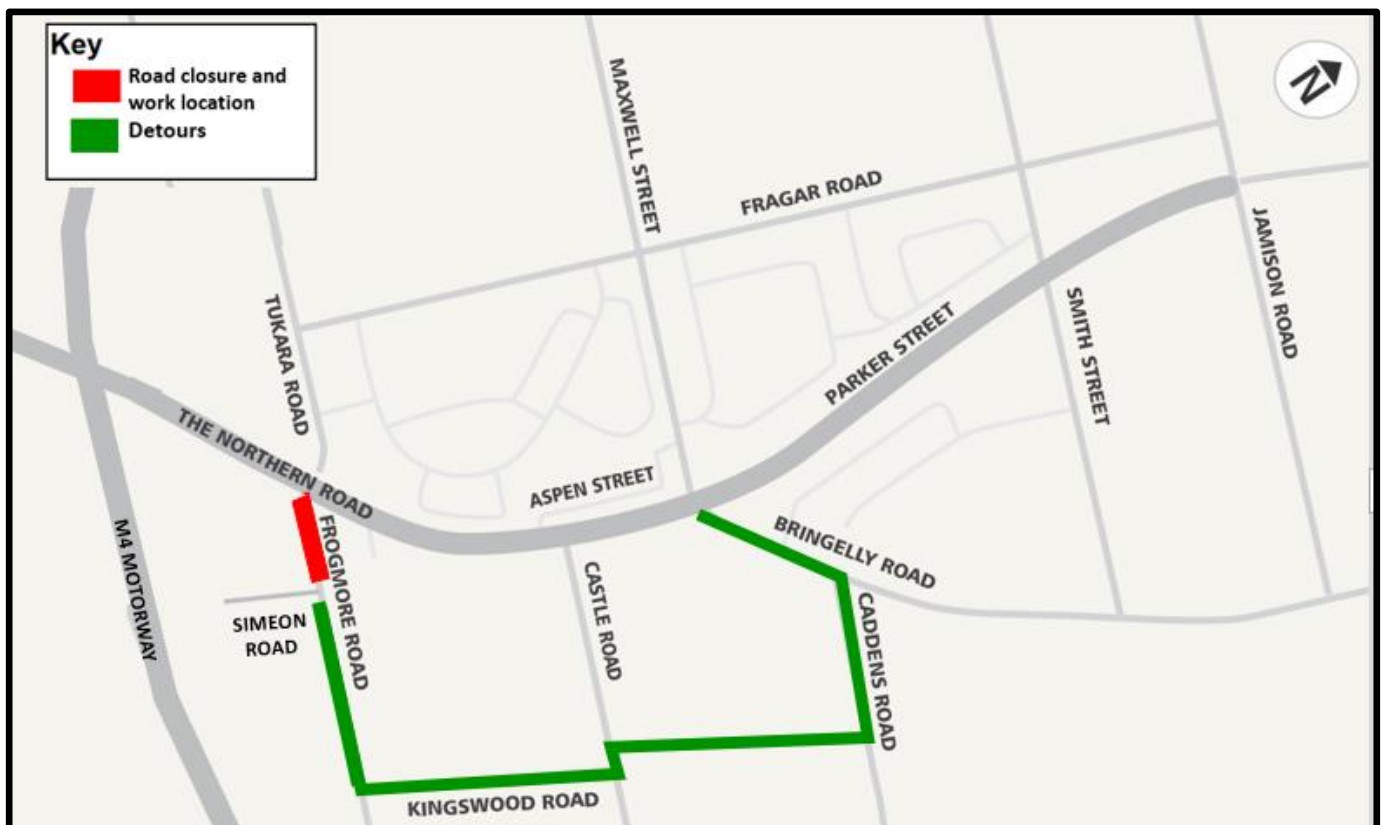 Key
Road closure and
work location
Detours
N
MAXWELL STREET
FRAGAR ROAD
JAMISON ROAD
TUKARA ROAD
SMITH STREET
PARKER STREET
THE NORTHERN ROAD
ASPEN STREET
BRINGELLY ROAD
M4 MOTORWAY
FROGMORE ROAD
CASTLE ROAD
CADDENS ROAD
SIMEON
ROAD
KINGSWOOD ROAD